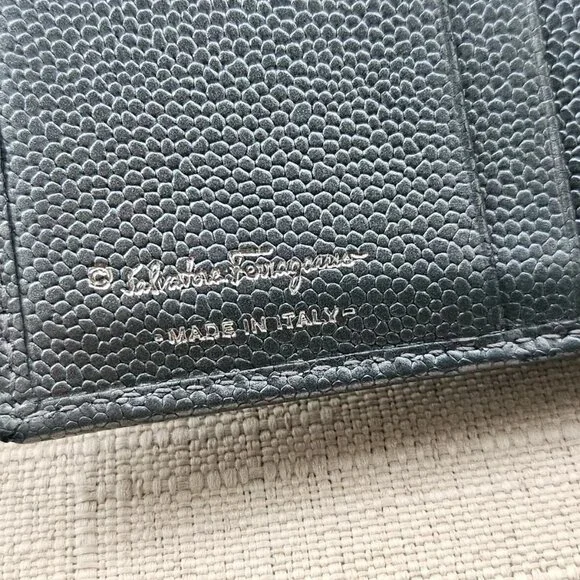 © Salvatore Ferragamo
- MADE IN ITALY -